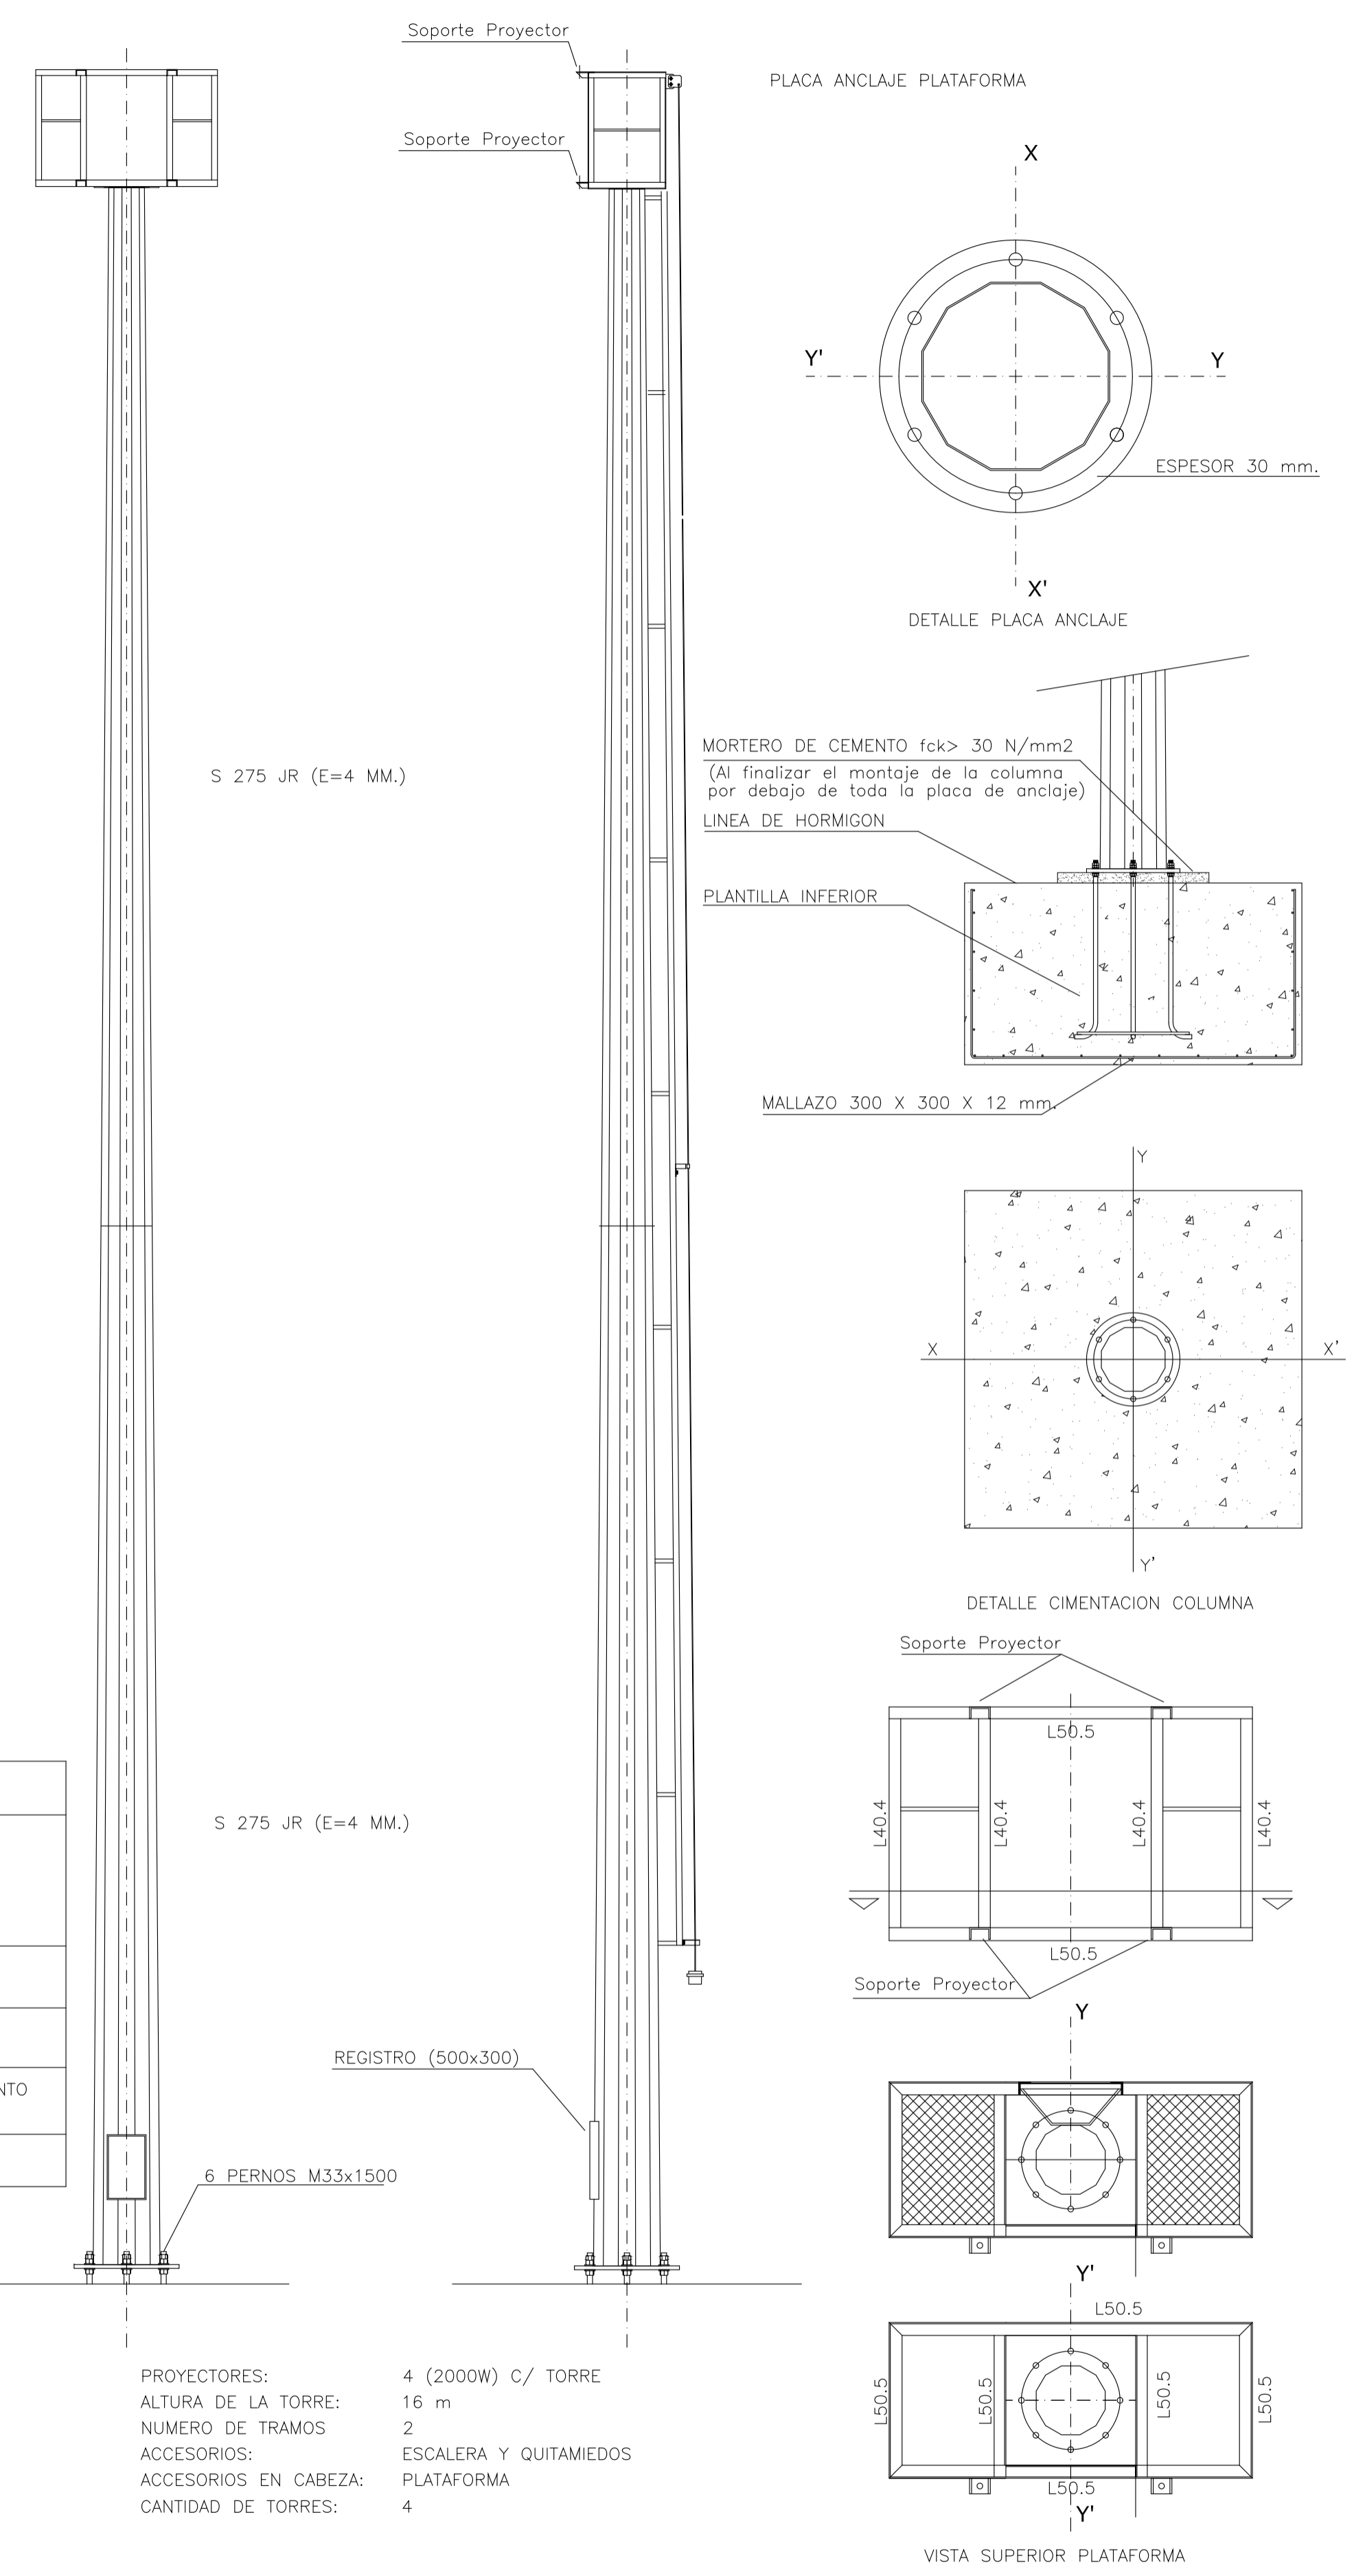 Soporte Proyector
Soporte Proyector
S 275 JR (E=4 MM.)
S 275 JR (E=4 MM.)
NTO
REGISTRO (500x300)
6 PERNOS M33x1500
PROYECTORES: 4 (2000W) C/ TORRE
ALTURA DE LA TORRE: 16 m
NUMERO DE TRAMOS 2
ACCESORIOS: ESCALERA Y QUITAMIEDOS
ACCESORIOS EN CABEZA: PLATAFORMA
CANTIDAD DE TORRES: 4
PLACA ANCLAJE PLATAFORMA
X
Y'
Y
ESPESOR 30 mm.
X'
DETALLE PLACA ANCLAJE
MORTERO DE CEMENTO fck> 30 N/mm2
(Al finalizar el montaje de la columna
por debajo de toda la placa de anclaje)
LINEA DE HORMIGON
PLANTILLA INFERIOR
MALLAZO 300 X 300 X 12 mm.
Y
X
X'
Y'
DETALLE CIMENTACION COLUMNA
Soporte Proyector
L50.5
L40.4
L40.4
L40.4
L40.4
L50.5
Soporte Proyector
Y
Y'
L50.5
L50.5
L50.5
L50.5
L50.5
L50.5
Y'
VISTA SUPERIOR PLATAFORMA